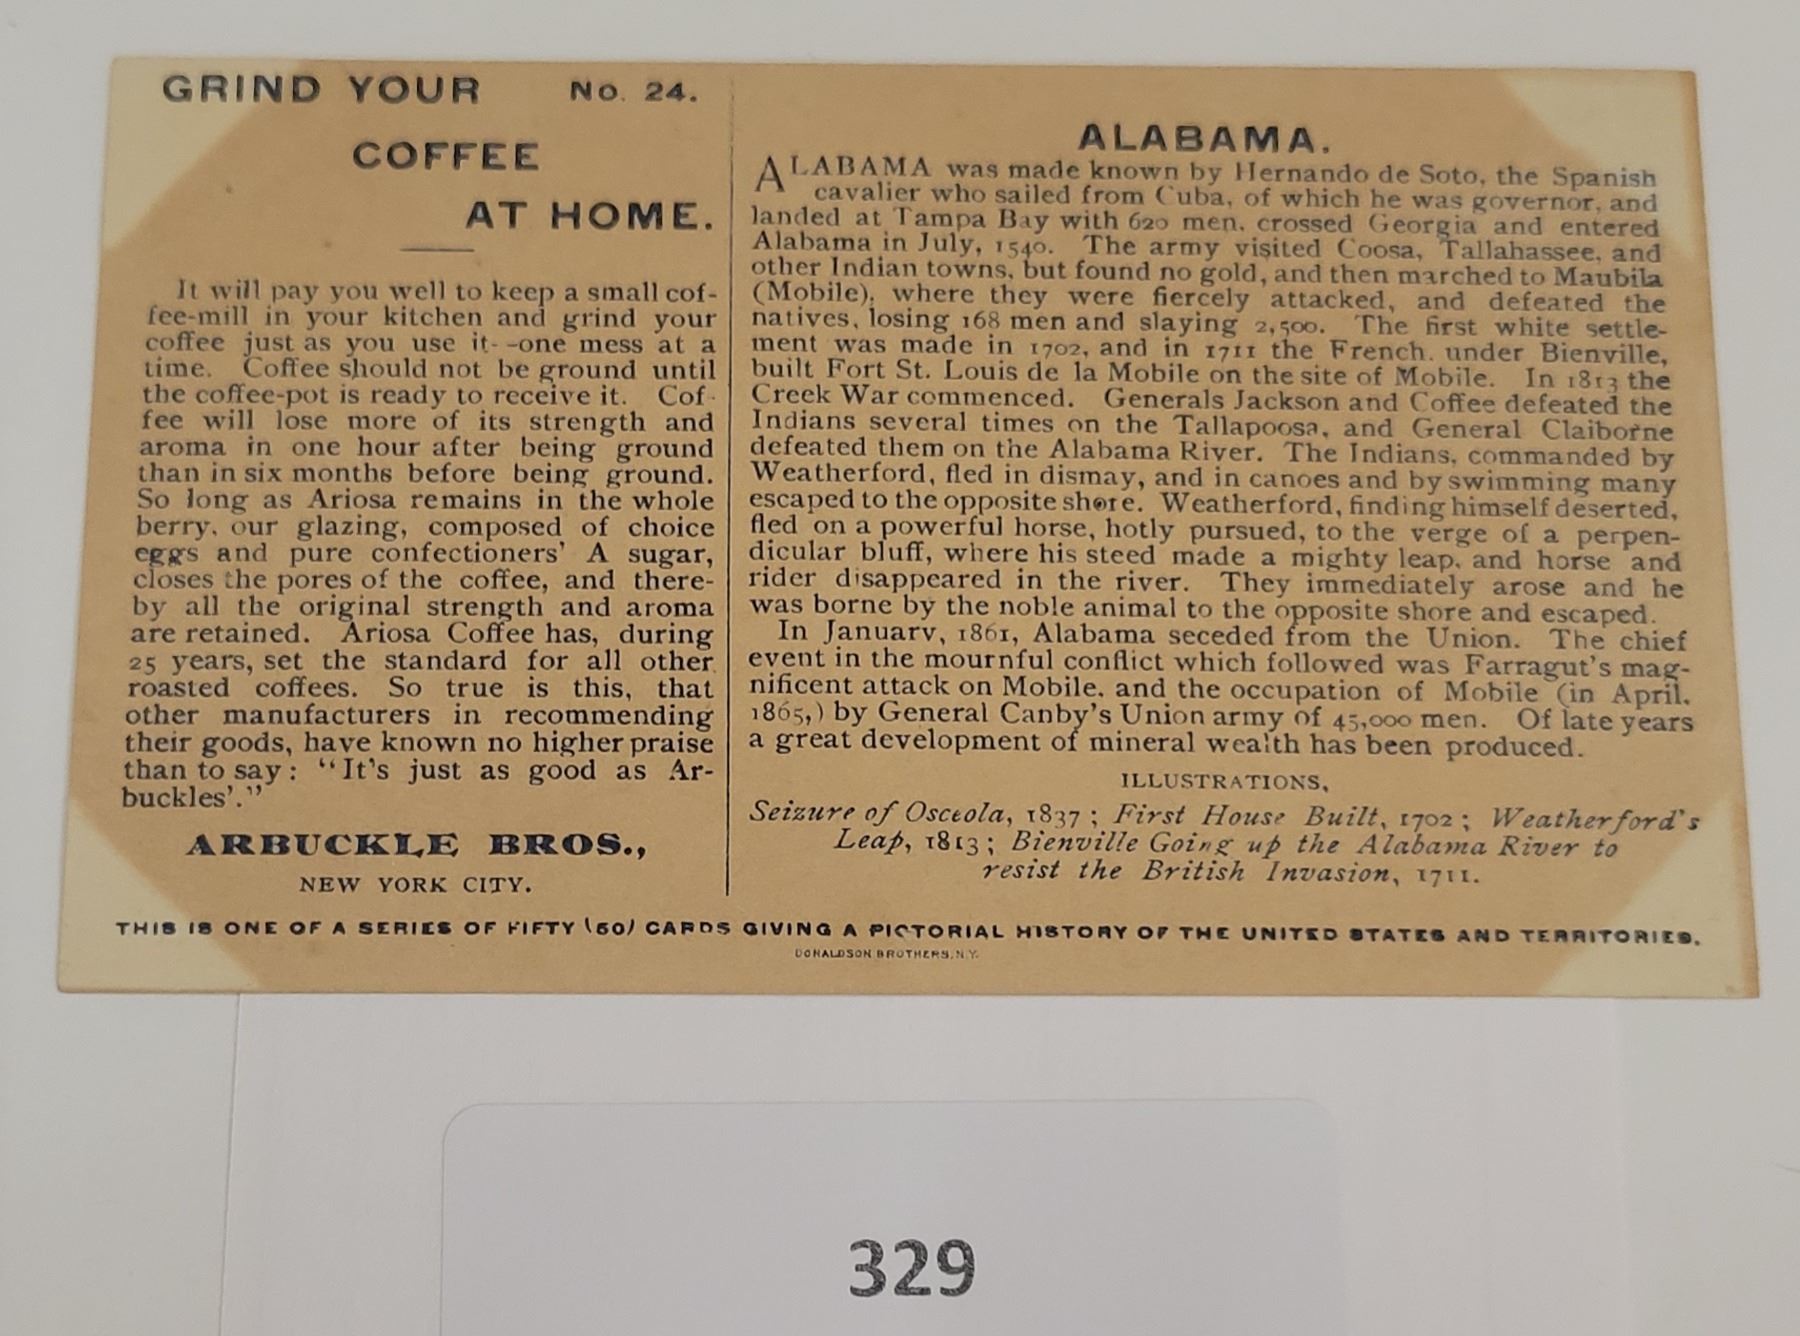 GRIND YOUR No. 24.
COFFEE
AT HOME.
It will pay you well to keep a small cof-
fee-mill in your kitchen and grind your
coffee just as you use it--one mess at a
time. Coffee should not be ground until
the coffee-pot is ready to receive it. Cof-
fee will lose more of its strength and
aroma in one hour after being ground
than in six months before being ground.
So long as Ariosa remains in the whole
berry, our glazing, composed of choice
eggs and pure confectioners' A sugar,
closes the pores of the coffee, and there-
by all the original strength and aroma
are retained. Ariosa Coffee has, during
25 years, set the standard for all other
roasted coffees. So true is this, that
other manufacturers in recommending
their goods, have known no higher praise
than to say: "It's just as good as Ar-
buckles'."
ARBUCKLE BROS.,
NEW YORK CITY.
ALABAMA.
ALABAMA was made known by Hernando de Soto, the Spanish
cavalier who sailed from Cuba, of which he was governor, and
landed at Tampa Bay with 620 men, crossed Georgia and entered
Alabama in July, 1540. The army visited Coosa, Tallahassee, and
other Indian towns, but found no gold, and then marched to Maubila
(Mobile), where they were fiercely attacked, and defeated the
natives, losing 168 men and slaying 2,500. The first white settle-
ment was made in 1702, and in 1711 the French, under Bienville,
built Fort St. Louis de la Mobile on the site of Mobile. In 1813 the
Creek War commenced. Generals Jackson and Coffee defeated the
Indians several times on the Tallapoosa, and General Claiborne
defeated them on the Alabama River. The Indians, commanded by
Weatherford, fled in dismay, and in canoes and by swimming many
escaped to the opposite shore. Weatherford, finding himself deserted,
fled on a powerful horse, hotly pursued, to the verge of a perpen-
dicular bluff, where his steed made a mighty leap, and horse and
rider disappeared in the river. They immediately arose and he
was borne by the noble animal to the opposite shore and escaped.
In January, 1861, Alabama seceded from the Union. The chief
event in the mournful conflict which followed was Farragut's mag-
nificent attack on Mobile, and the occupation of Mobile (in April,
1865,) by General Canby's Union army of 45,000 men. Of late years
a great development of mineral wealth has been produced.
ILLUSTRATIONS,
Seizure of Osceola, 1837; First House Built, 1702; Weatherford's
Leap, 1813; Bienville Going up the Alabama River to
resist the British Invasion, 1711.
THIS IS ONE OF A SERIES OF FIFTY (50) CARDS GIVING A PICTORIAL HISTORY OF THE UNITED STATES AND TERRITORIES.
DONALDSON BROTHERS, N.Y.
329